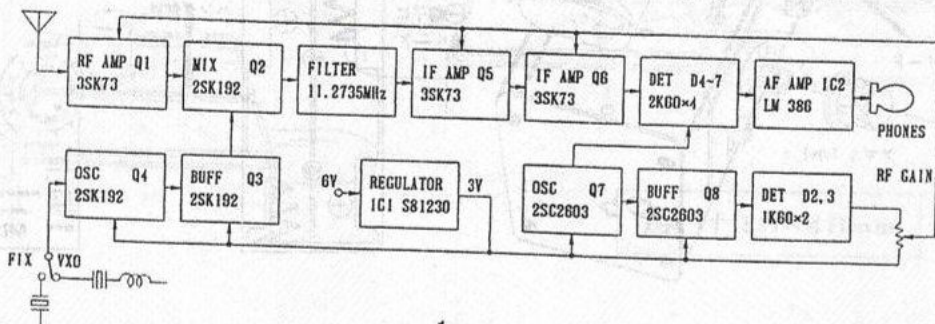 RF AMP Q1
3SK73
MIX Q2
2SK192
FILTER
11.2735MHz
IF AMP Q5
3SK73
IF AMP Q6
3SK73
DET D4~7
2K60×4
AF AMP IC2
LM 386
PHONES
OSC Q4
2SK192
BUFF Q3
2SK192
6V
REGULATOR
IC1 S81230
3V
OSC Q7
2SC2603
BUFF Q8
2SC2603
DET D2,3
1K60×2
RF GAIN
FIX
VXO